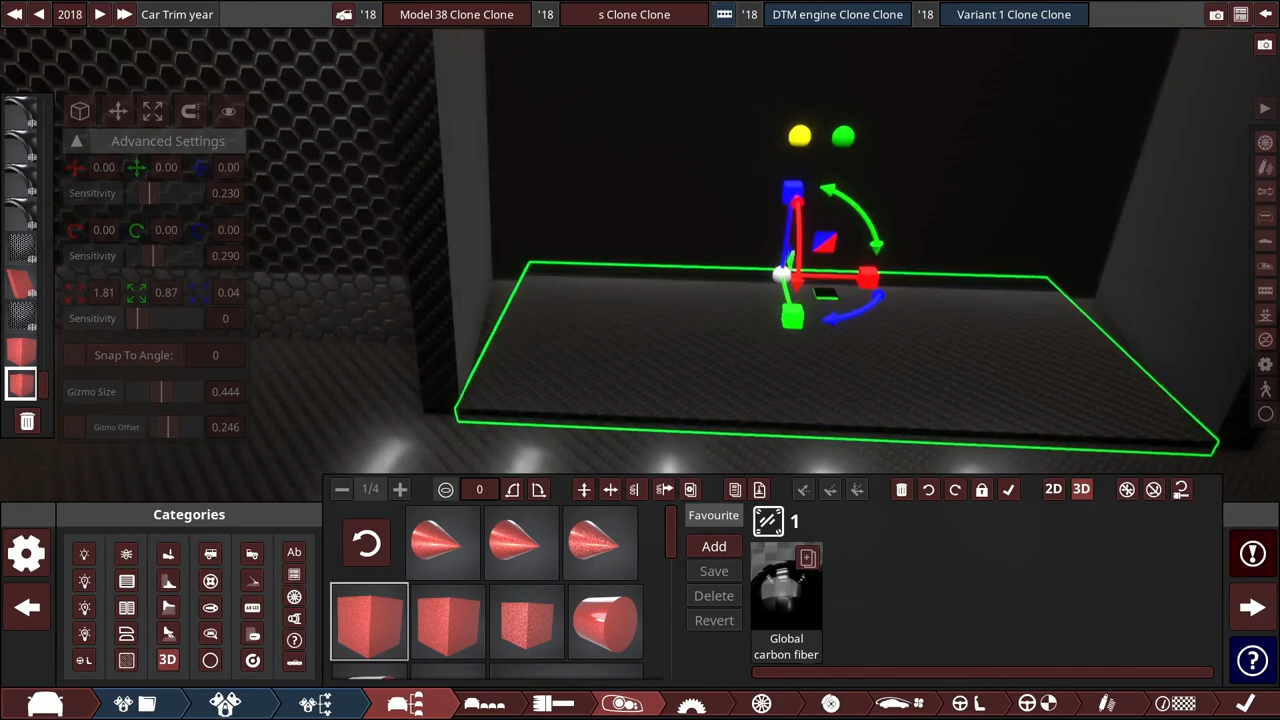 2018 Car Trim year '18 Model 38 Clone Clone '18 s Clone Clone '18 DTM engine Clone Clone '18 Variant 1 Clone Clone
Advanced Settings
0.00 0.00 0.00
Sensitivity 0.230
0.00 0.00 0.00
Sensitivity 0.290
1.81 0.87 0.04
Sensitivity 0
Snap To Angle: 0
Gizmo Size 0.444
Gizmo Offset 0.246
1/4 0 2D 3D
Categories
Ab
3D
Favourite
Add
Save
Delete
Revert
1
Global
carbon fiber